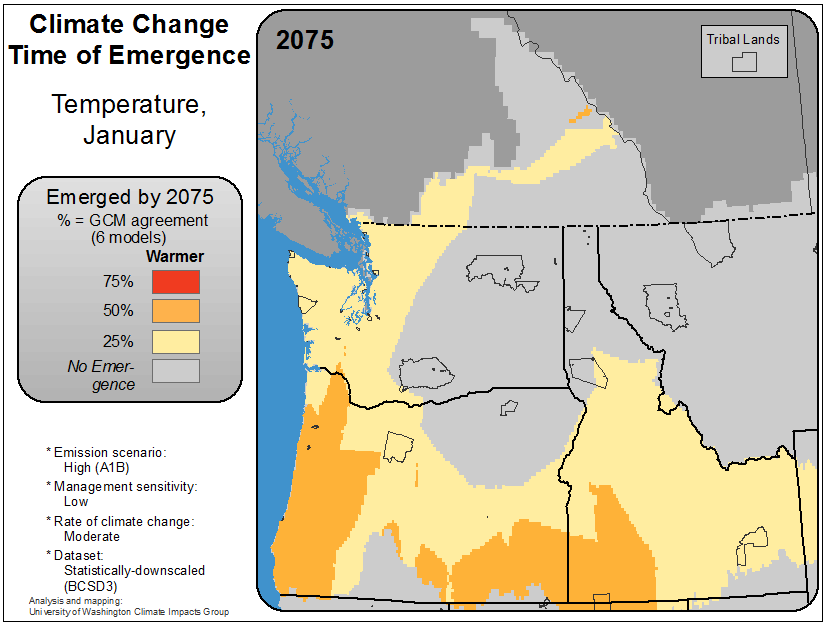 Climate Change
Time of Emergence
Temperature,
January
Emerged by 2075
% = GCM agreement
(6 models)
Warmer
75%
50%
25%
No Emer-
gence
* Emission scenario:
High (A1B)
* Management sensitivity:
Low
* Rate of climate change:
Moderate
* Dataset:
Statistically-downscaled
(BCSD3)
Analysis and mapping:
University of Washington Climate Impacts Group
2075
Tribal Lands